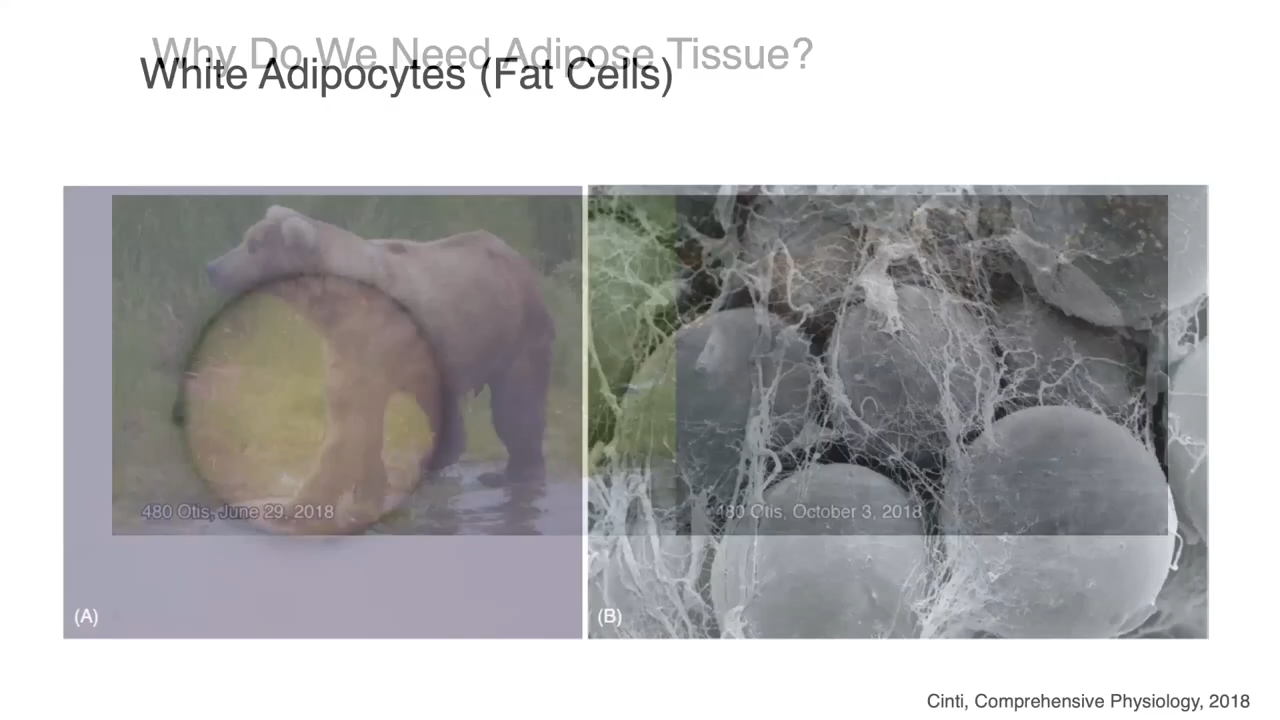 Why Do We Need Adipose Tissue?
White Adipocytes (Fat Cells)
480 Otis, June 29, 2018
480 Otis, October 3, 2018
(A)
(B)
Cinti, Comprehensive Physiology, 2018